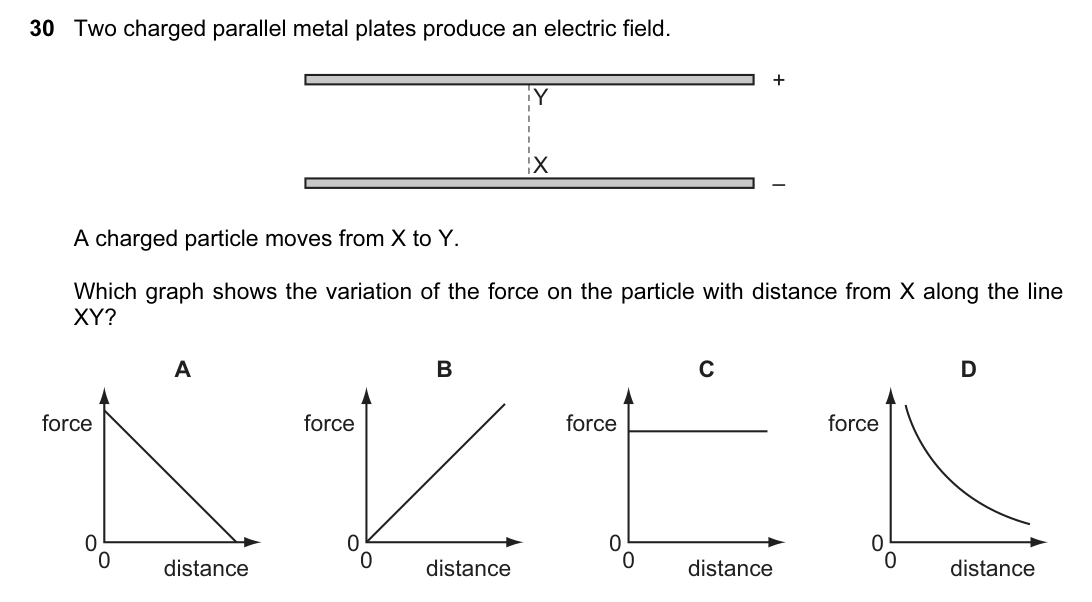 30 Two charged parallel metal plates produce an electric field.
+
Y
X
–
A charged particle moves from X to Y.
Which graph shows the variation of the force on the particle with distance from X along the line
XY?
A B C D
force force force force
0 0 0 0
0 0 0 0
distance distance distance distance